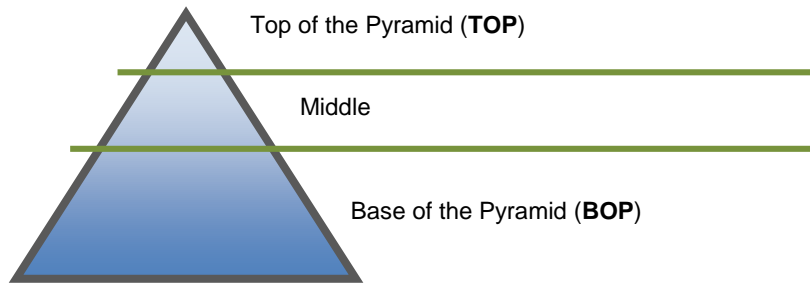 Top of the Pyramid (TOP)
Middle
Base of the Pyramid (BOP)